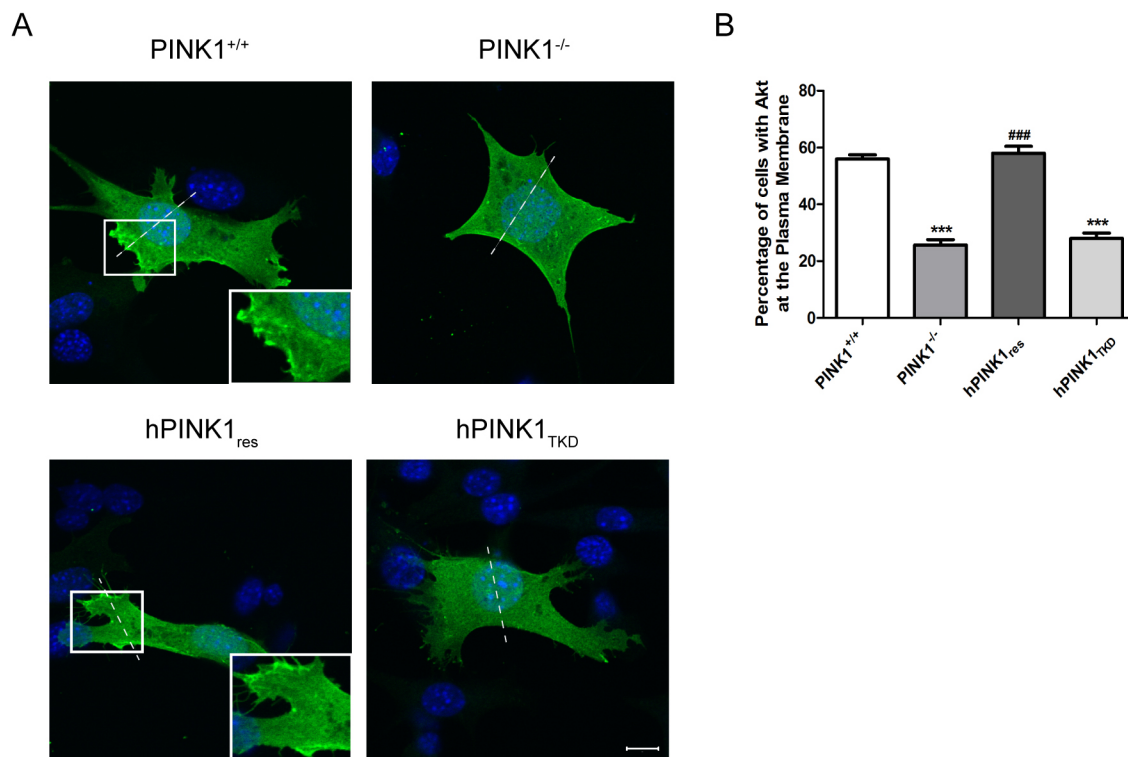 A
PINK1+/+
PINK1-/-
hPINK1res
hPINK1TKD
B
Percentage of cells with Akt
at the Plasma Membrane
80
60
40
20
0
***
###
***
PINK1+/+
PINK1-/-
hPINK1res
hPINK1TKD